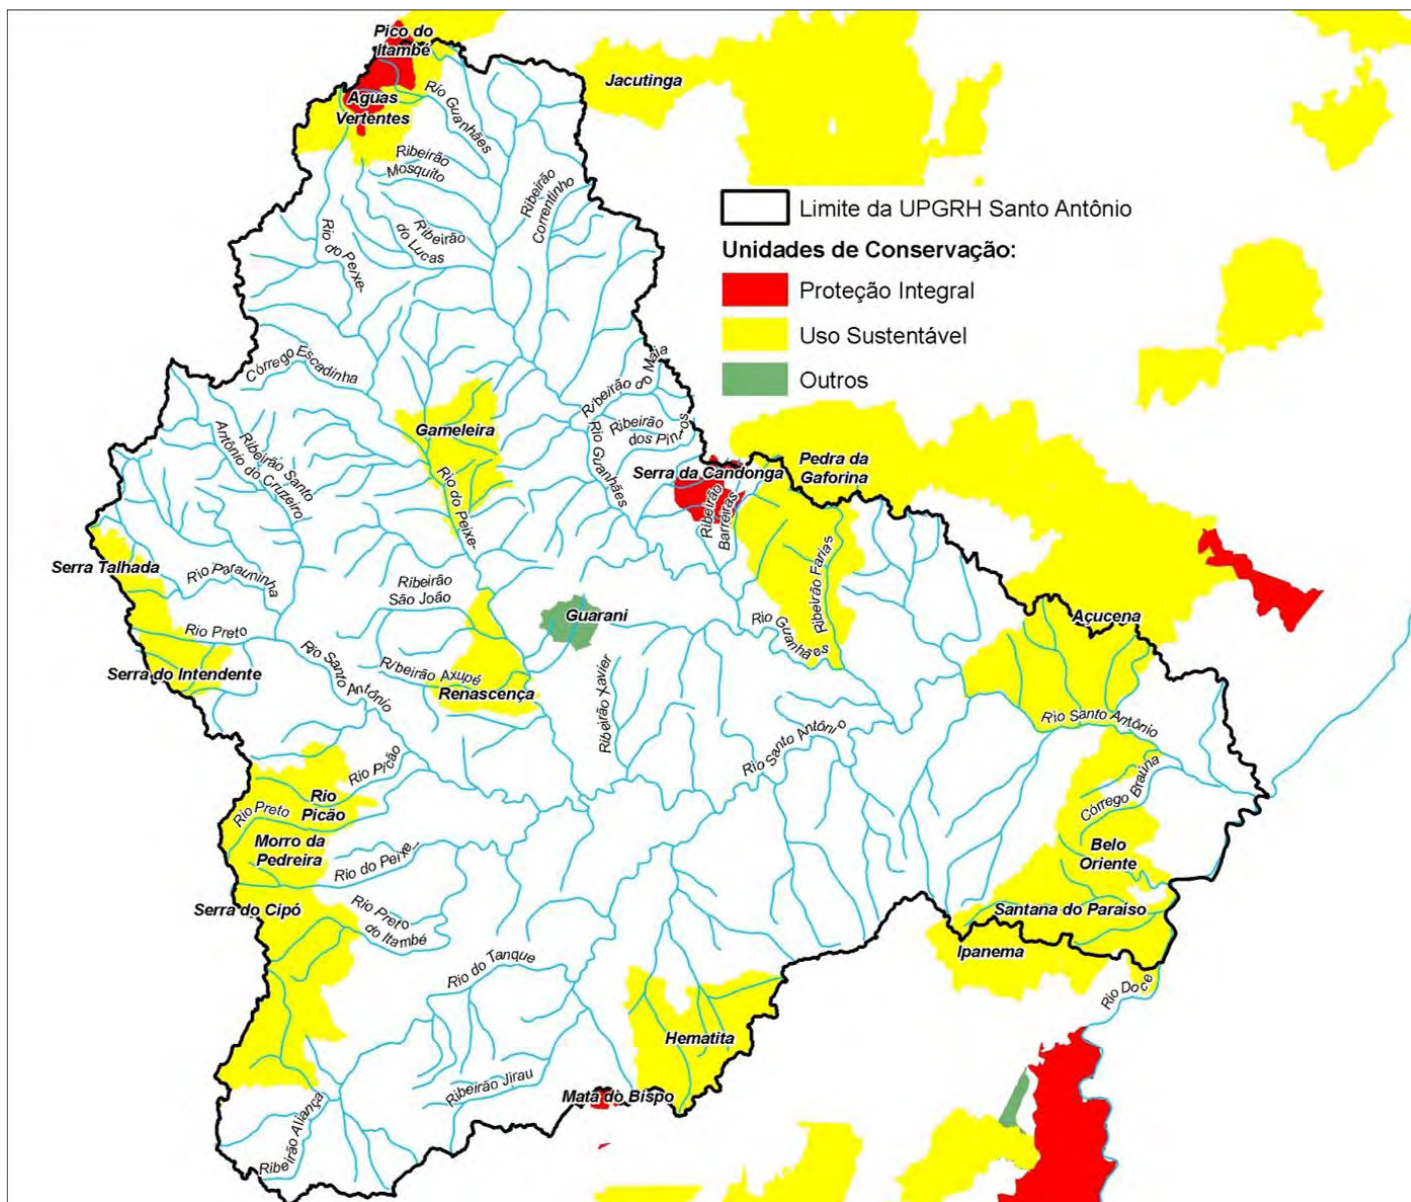 Pico do
Itambé
Jacutinga
Aguas
Vertentes
Rio Guanhães
Ribeirão
Mosquito
Ribeirão
Correntinho
Ribeirão
do Lucas
Rio do Peixe
Limite da UPGRH Santo Antônio
Unidades de Conservação:
Proteção Integral
Uso Sustentável
Outros
Córrego Escadinha
Ribeirão do Maia
Ribeirão
dos Pintos
Gameleira
Ribeirão Santo
Antônio do Cruzeiro
Rio Guanhães
Rio do Peixe
Serra da Candonga
Ribeirão
Barreiras
Pedra da
Gaforina
Ribeirão Farias
Serra Talhada
Rio Parauninha
Ribeirão
São João
Guarani
Rio Guanhães
Açucena
Rio Preto
Serra do Intendente
Rio Santo Antônio
Ribeirão Axupé
Renascença
Ribeirão Xavier
Rio Santo Antônio
Rio Santo Antônio
Rio Picão
Rio
Picão
Rio Preto
Morro da
Pedreira
Rio do Peixe
Córrego Braúna
Belo
Oriente
Serra do Cipó
Rio Preto
do Itambé
Santana do Paraíso
Ipanema
Rio do Tanque
Rio Doce
Hematita
Ribeirão Jirau
Mata do Bispo
Ribeirão Aliança